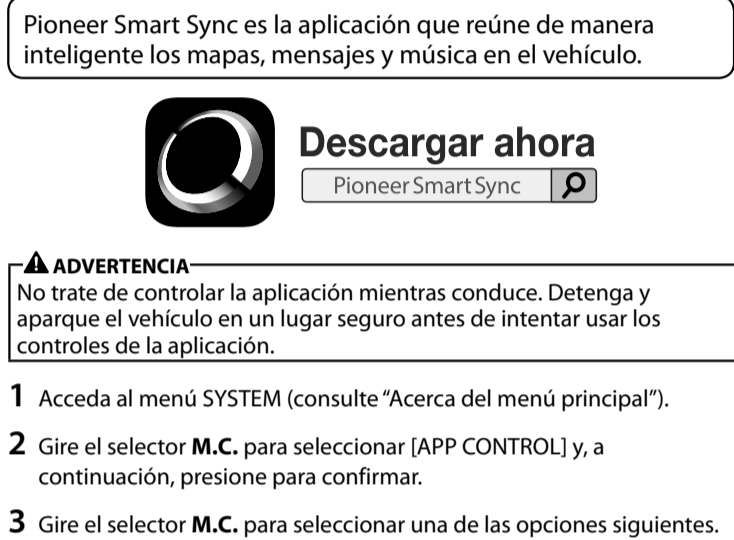 Pioneer Smart Sync es la aplicación que reúne de manera
inteligente los mapas, mensajes y música en el vehículo.
Descargar ahora
Pioneer Smart Sync
ADVERTENCIA
No trate de controlar la aplicación mientras conduce. Detenga y
aparque el vehículo en un lugar seguro antes de intentar usar los
controles de la aplicación.
1 Acceda al menú SYSTEM (consulte “Acerca del menú principal”).
2 Gire el selector M.C. para seleccionar [APP CONTROL] y, a
continuación, presione para confirmar.
3 Gire el selector M.C. para seleccionar una de las opciones siguientes.